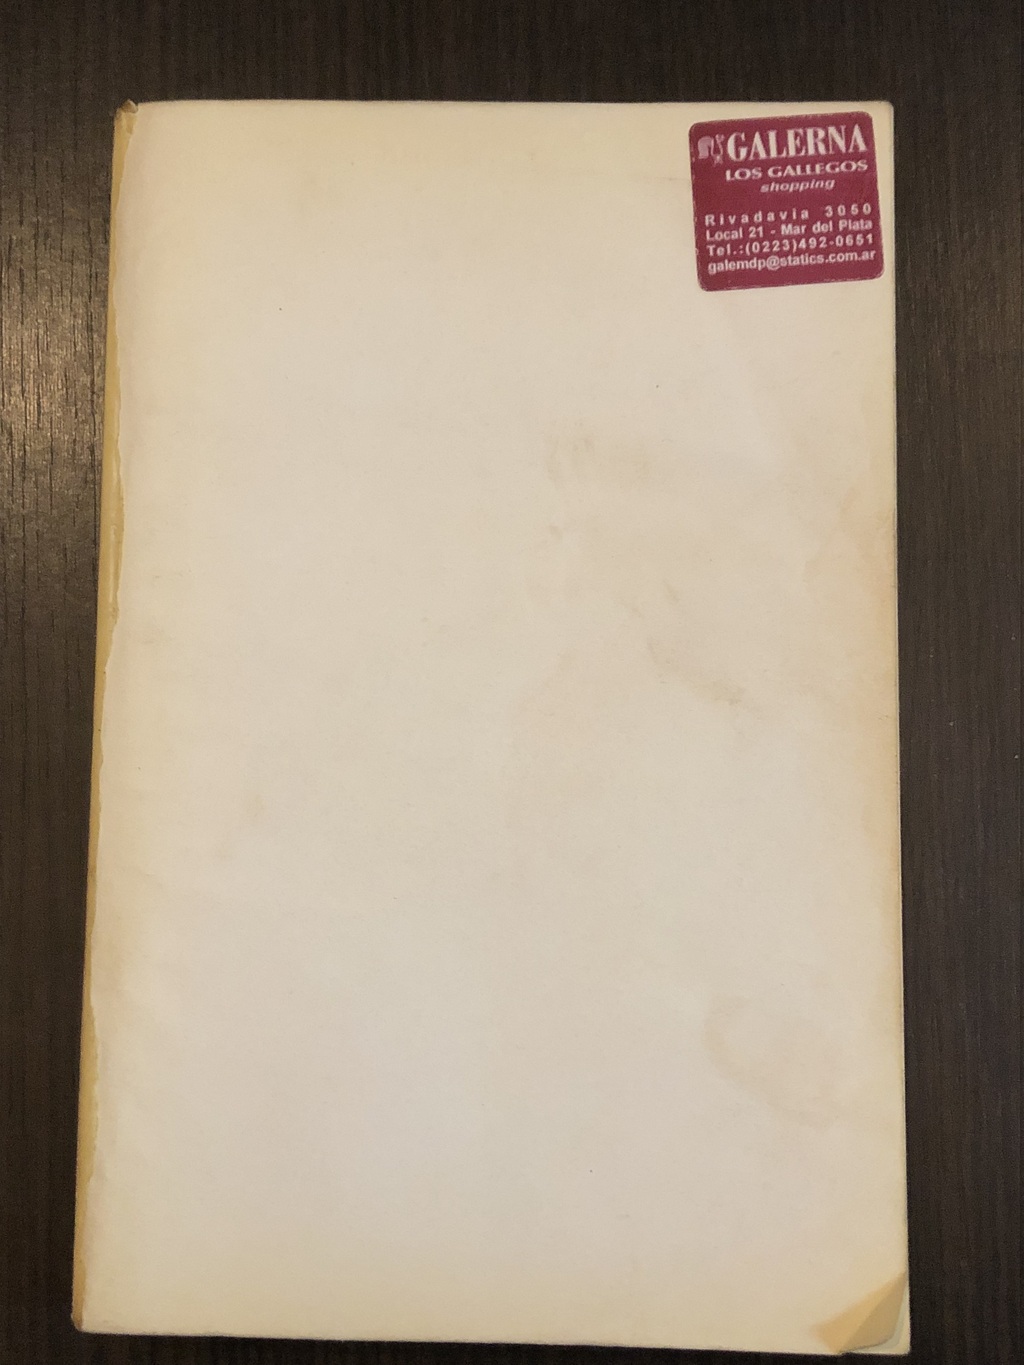 GALERNA
LOS GALLEGOS
shopping
Rivadavia 3050
Local 21 - Mar del Plata
Tel.:(0223)492-0651
galemdp@statics.com.ar